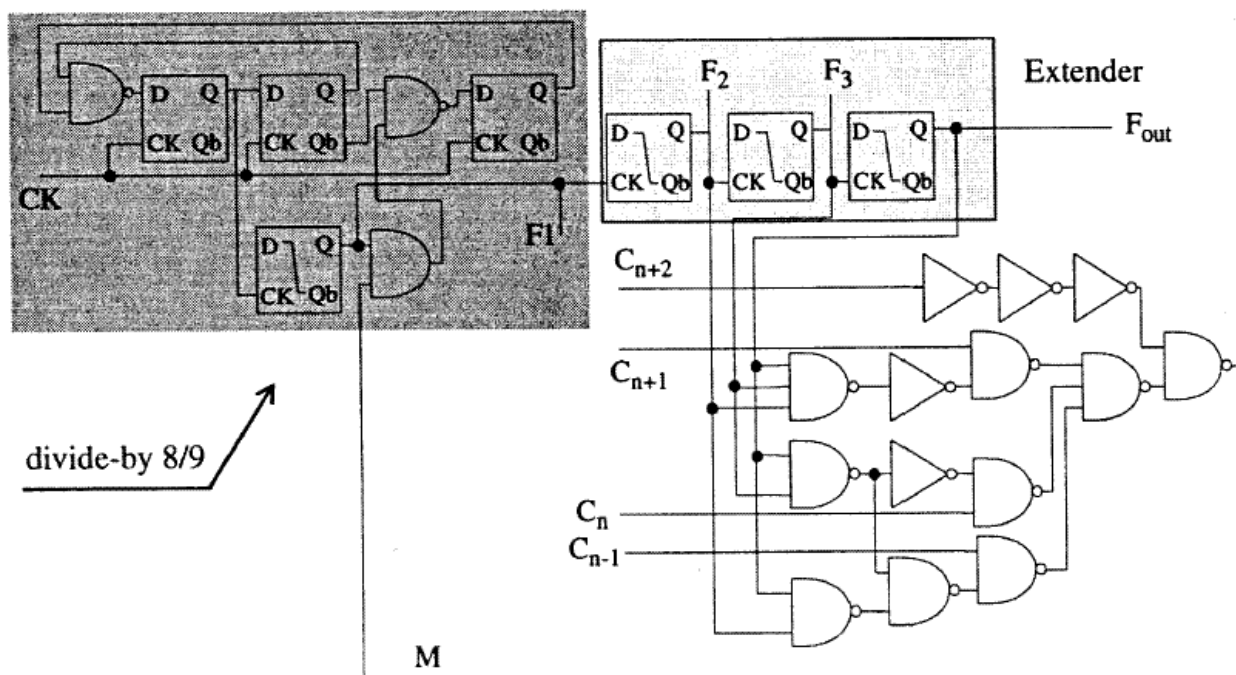 D Q
CK Qb
D Q
CK Qb
D Q
CK Qb
CK
D Q
CK Qb
F1
F2
F3
Extender
D Q
CK Qb
D Q
CK Qb
D Q
CK Qb
Fout
Cn+2
Cn+1
divide-by 8/9
Cn
Cn-1
M